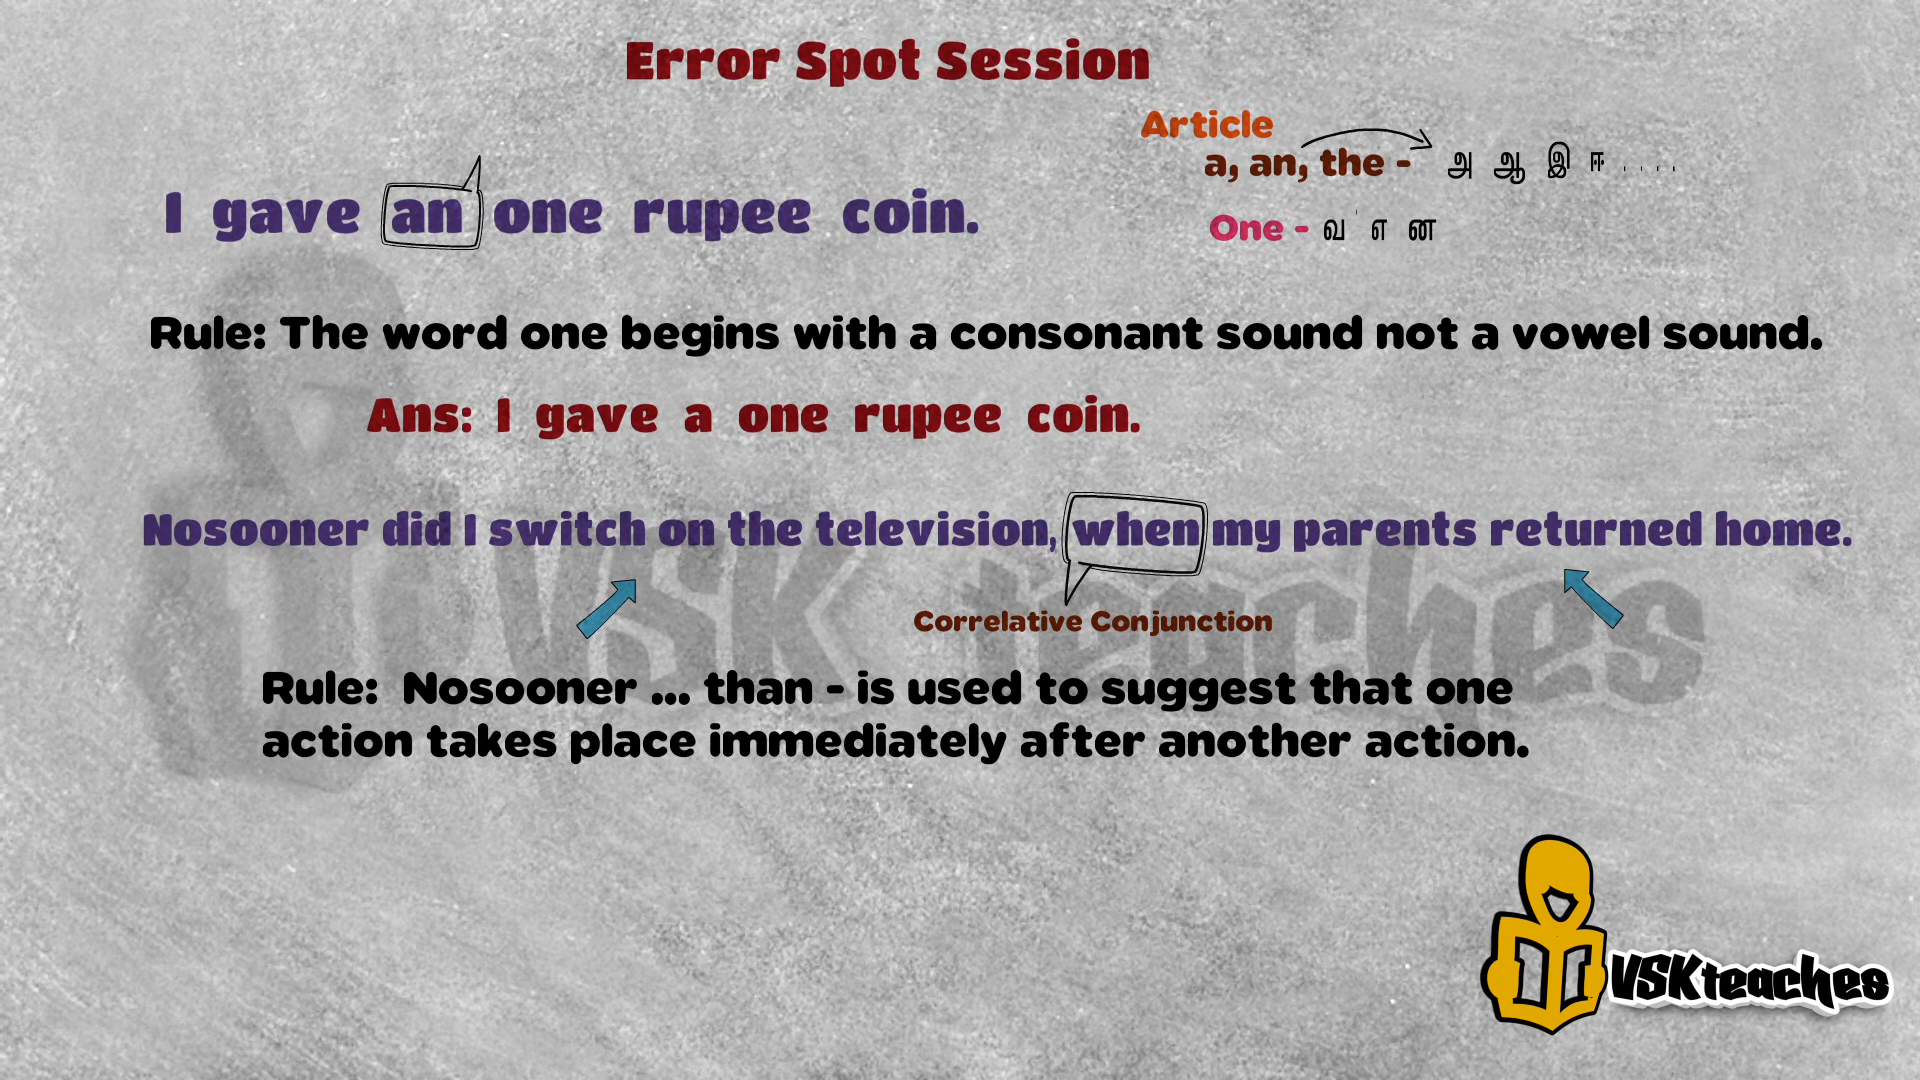 Error Spot Session
Article
a, an, the - அ ஆ இ ஈ . . . .
I gave an one rupee coin.
One - வ எ ன
Rule: The word one begins with a consonant sound not a vowel sound.
Ans: I gave a one rupee coin.
Nosooner did I switch on the television, when my parents returned home.
Correlative Conjunction
Rule: Nosooner ... than - is used to suggest that one
action takes place immediately after another action.
VSK teaches
VSKteaches